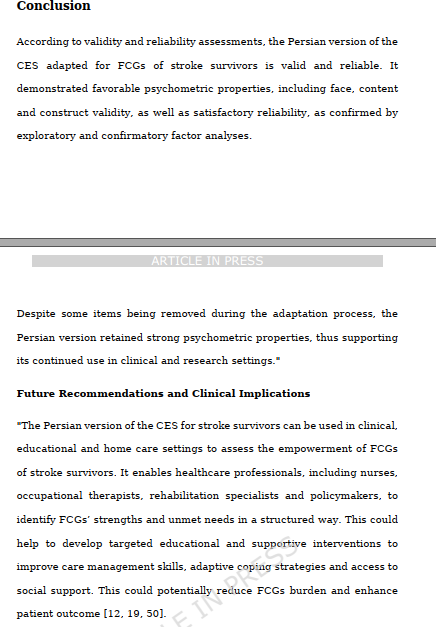 Conclusion
According to validity and reliability assessments, the Persian version of the
CES adapted for FCGs of stroke survivors is valid and reliable. It
demonstrated favorable psychometric properties, including face, content
and construct validity, as well as satisfactory reliability, as confirmed by
exploratory and confirmatory factor analyses.
ARTICLE IN PRESS
Despite some items being removed during the adaptation process, the
Persian version retained strong psychometric properties, thus supporting
its continued use in clinical and research settings."
Future Recommendations and Clinical Implications
"The Persian version of the CES for stroke survivors can be used in clinical,
educational and home care settings to assess the empowerment of FCGs
of stroke survivors. It enables healthcare professionals, including nurses,
occupational therapists, rehabilitation specialists and policymakers, to
identify FCGs’ strengths and unmet needs in a structured way. This could
help to develop targeted educational and supportive interventions to
improve care management skills, adaptive coping strategies and access to
social support. This could potentially reduce FCGs burden and enhance
patient outcome [12, 19, 50].
LE IN PRESS